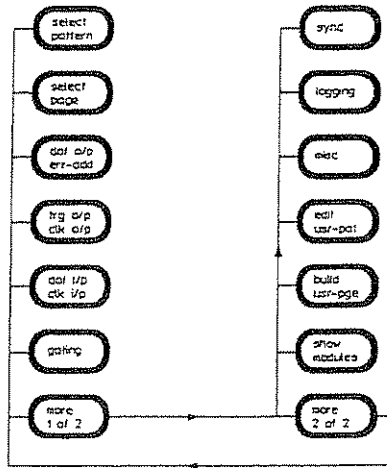 select
pattern
select
page
dat o/p
err-add
trg o/p
clk o/p
dat i/p
clk i/p
gating
more
1 of 2
sync
logging
misc
edit
usr-pat
build
usr-pge
show
modules
more
2 of 2